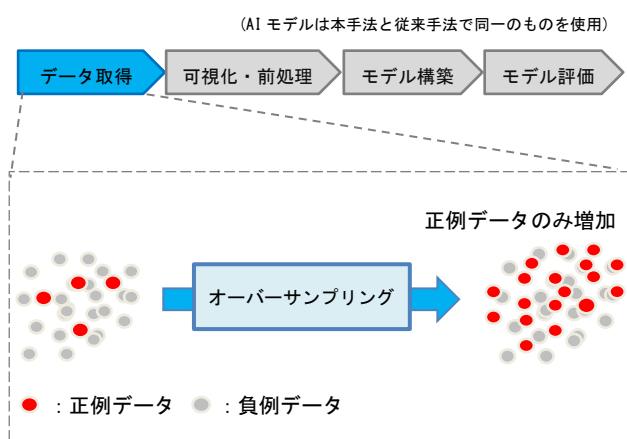 (AI モデルは本手法と従来手法で同一のものを使用)
データ取得
可視化・前処理
モデル構築
モデル評価
正例データのみ増加
オーバーサンプリング
：正例データ
：負例データ